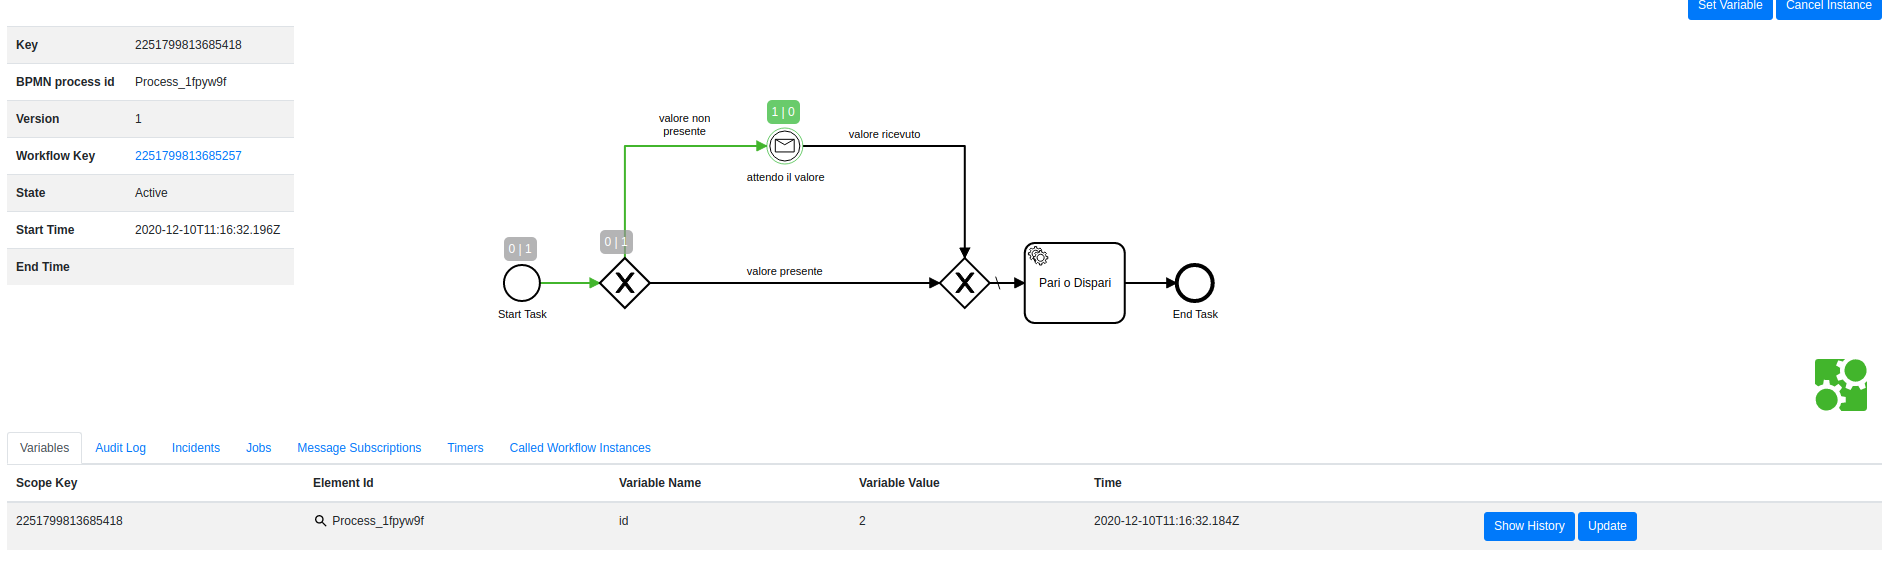 Set Variable Cancel Instance
Key 2251799813685418
BPMN process id Process_1fpyw9f
Version 1
Workflow Key 2251799813685257
State Active
Start Time 2020-12-10T11:16:32.196Z
End Time
1 | 0
valore non
presente
valore ricevuto
attendo il valore
0 | 1
0 | 1
valore presente
Pari o Dispari
Start Task
End Task
Variables Audit Log Incidents Jobs Message Subscriptions Timers Called Workflow Instances
Scope Key Element Id Variable Name Variable Value Time
2251799813685418 Process_1fpyw9f id 2 2020-12-10T11:16:32.184Z Show History Update